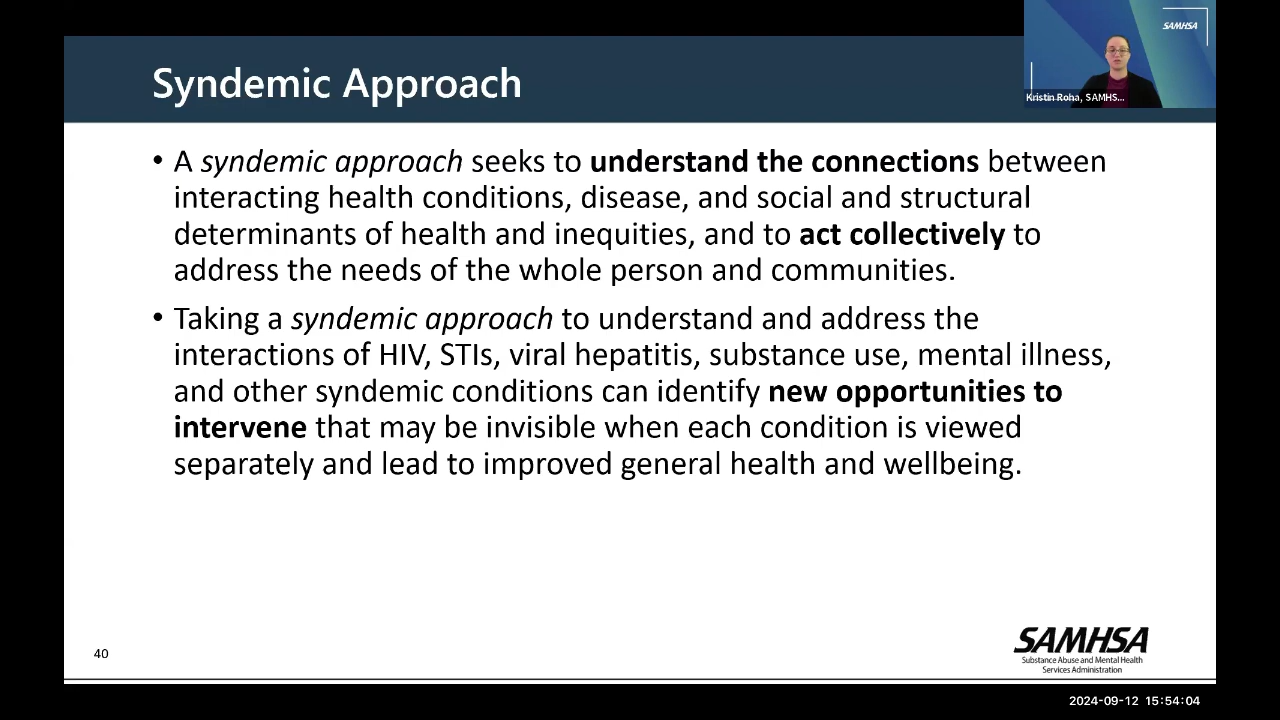 SAMHSA
Kristin Roha, SAMHS...
Syndemic Approach
• A syndemic approach seeks to understand the connections between
interacting health conditions, disease, and social and structural
determinants of health and inequities, and to act collectively to
address the needs of the whole person and communities.
• Taking a syndemic approach to understand and address the
interactions of HIV, STIs, viral hepatitis, substance use, mental illness,
and other syndemic conditions can identify new opportunities to
intervene that may be invisible when each condition is viewed
separately and lead to improved general health and wellbeing.
40
SAMHSA
Substance Abuse and Mental Health
Services Administration
2024-09-12 15:54:04